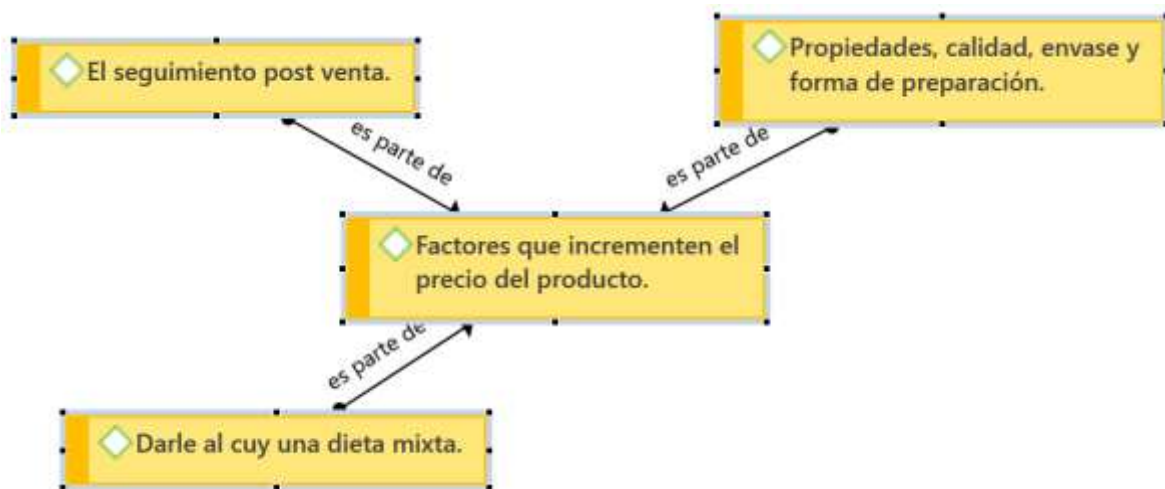 El seguimiento post venta.
Propiedades, calidad, envase y
forma de preparación.
es parte de
es parte de
Factores que incrementen el
precio del producto.
es parte de
Darle al cuy una dieta mixta.